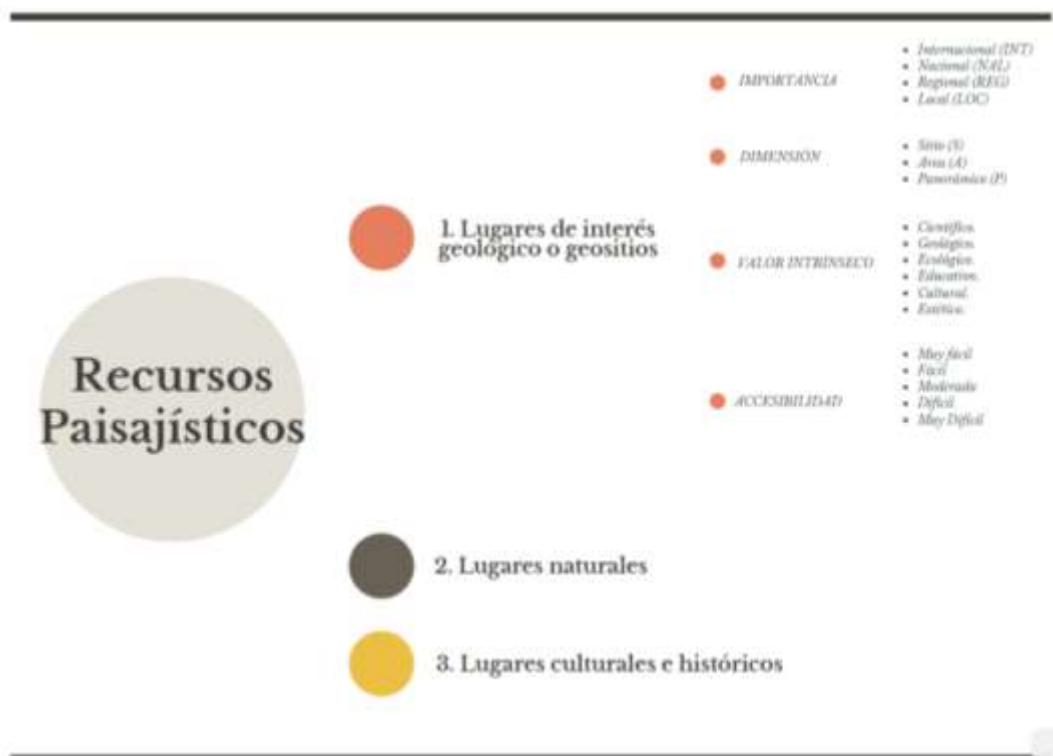 Recursos
Paisajísticos
1. Lugares de interés
geológico o geositios
IMPORTANCIA
• Internacional (INT)
• Nacional (NAL)
• Regional (REG)
• Local (LOC)
DIMENSIÓN
• Sitio (S)
• Área (A)
• Panorámico (P)
VALOR INTRÍNSECO
• Científico.
• Geológico.
• Ecológico.
• Educativo.
• Cultural.
• Estético.
ACCESIBILIDAD
• Muy fácil
• Fácil
• Moderada
• Difícil
• Muy Difícil
2. Lugares naturales
3. Lugares culturales e históricos